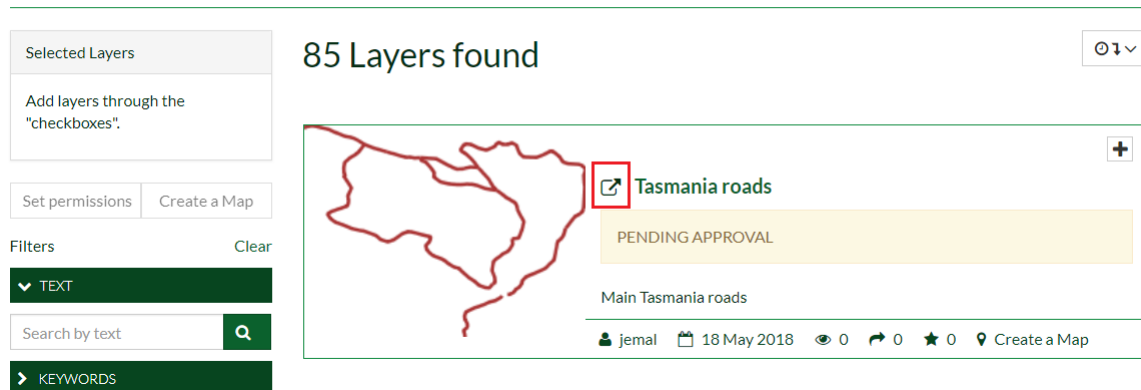 Selected Layers
Add layers through the
"checkboxes".
Set permissions
Create a Map
Filters
Clear
TEXT
Search by text
KEYWORDS
85 Layers found
Tasmania roads
PENDING APPROVAL
Main Tasmania roads
jemal 18 May 2018 0 0 0 Create a Map